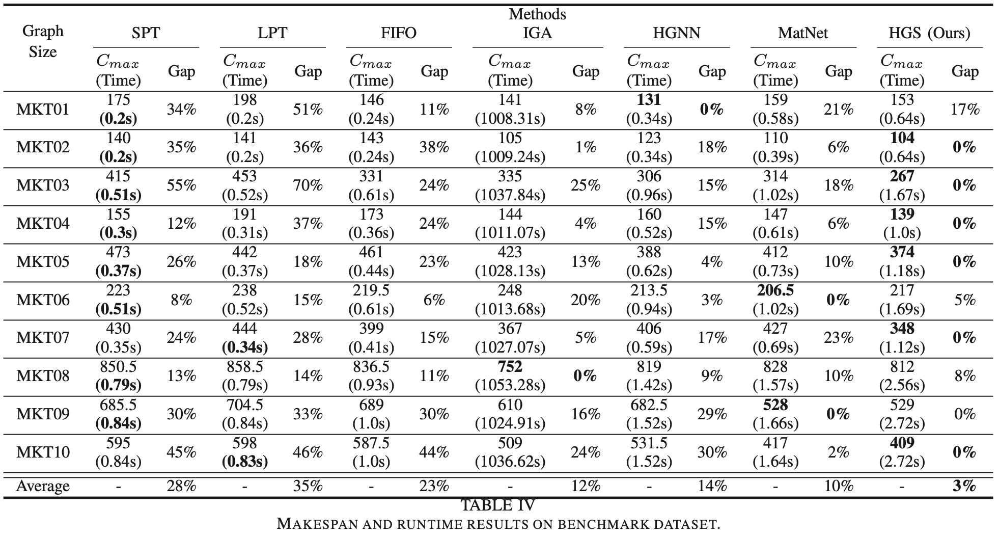 Methods
Graph Size SPT LPT FIFO IGA HGNN MatNet HGS (Ours)
C_max (Time) Gap C_max (Time) Gap C_max (Time) Gap C_max (Time) Gap C_max (Time) Gap C_max (Time) Gap C_max (Time) Gap
MKT01 175 (0.2s) 34% 198 (0.2s) 51% 146 (0.24s) 11% 141 (1008.31s) 8% 131 (0.34s) 0% 159 (0.58s) 21% 153 (0.64s) 17%
MKT02 140 (0.2s) 35% 141 (0.2s) 36% 143 (0.24s) 38% 105 (1009.24s) 1% 123 (0.34s) 18% 110 (0.39s) 6% 104 (0.64s) 0%
MKT03 415 (0.51s) 55% 453 (0.52s) 70% 331 (0.61s) 24% 335 (1037.84s) 25% 306 (0.96s) 15% 314 (1.02s) 18% 267 (1.67s) 0%
MKT04 155 (0.3s) 12% 191 (0.31s) 37% 173 (0.36s) 24% 144 (1011.07s) 4% 160 (0.52s) 15% 147 (0.61s) 6% 139 (1.0s) 0%
MKT05 473 (0.37s) 26% 442 (0.37s) 18% 461 (0.44s) 23% 423 (1028.13s) 13% 388 (0.62s) 4% 412 (0.73s) 10% 374 (1.18s) 0%
MKT06 223 (0.51s) 8% 238 (0.52s) 15% 219.5 (0.61s) 6% 248 (1013.68s) 20% 213.5 (0.94s) 3% 206.5 (1.02s) 0% 217 (1.69s) 5%
MKT07 430 (0.35s) 24% 444 (0.34s) 28% 399 (0.41s) 15% 367 (1027.07s) 5% 406 (0.59s) 17% 427 (0.69s) 23% 348 (1.12s) 0%
MKT08 850.5 (0.79s) 13% 858.5 (0.79s) 14% 836.5 (0.93s) 11% 752 (1053.28s) 0% 819 (1.42s) 9% 828 (1.57s) 10% 812 (2.56s) 8%
MKT09 685.5 (0.84s) 30% 704.5 (0.84s) 33% 689 (1.0s) 30% 610 (1024.91s) 16% 682.5 (1.52s) 29% 528 (1.66s) 0% 529 (2.72s) 0%
MKT10 595 (0.84s) 45% 598 (0.83s) 46% 587.5 (1.0s) 44% 509 (1036.62s) 24% 531.5 (1.52s) 30% 417 (1.64s) 2% 409 (2.72s) 0%
Average - 28% - 35% - 23% - 12% - 14% - 10% - 3%
TABLE IV
MAKESPAN AND RUNTIME RESULTS ON BENCHMARK DATASET.